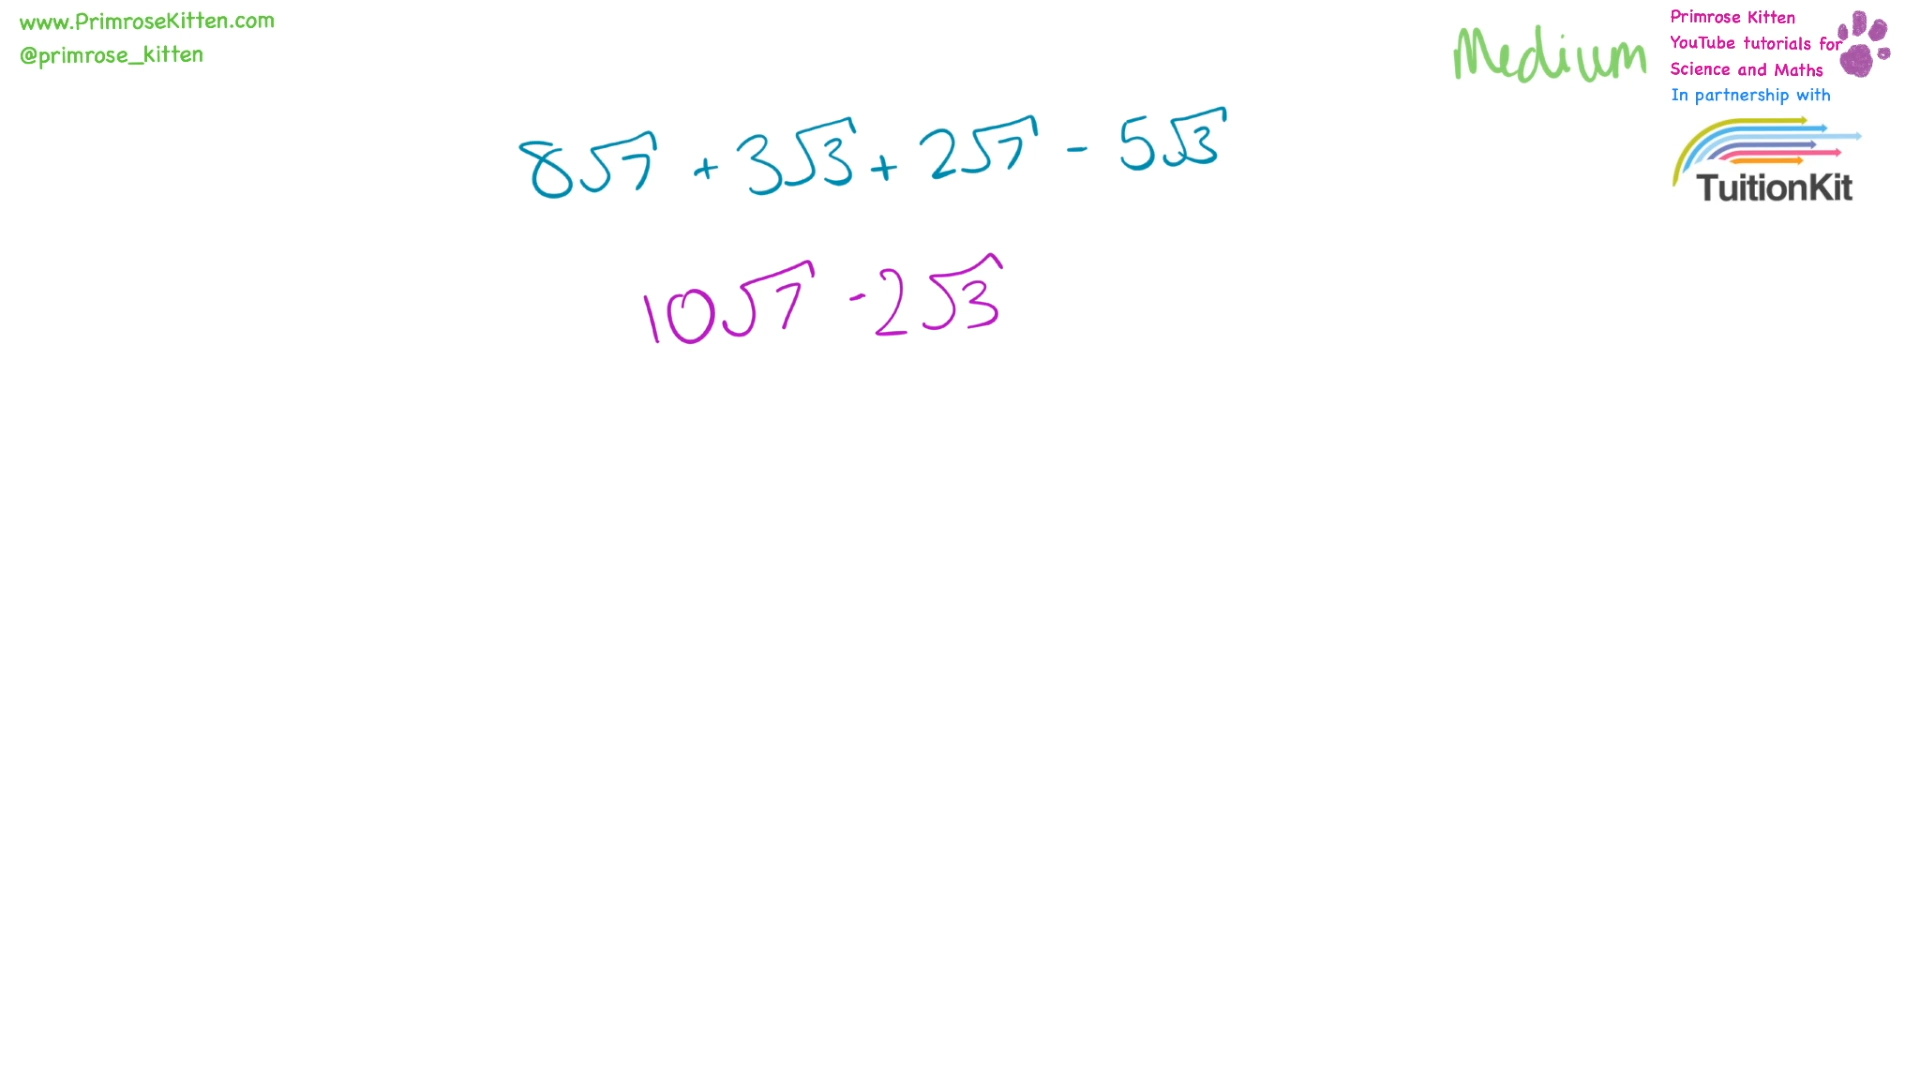 www.PrimroseKitten.com
@primrose_kitten
Medium
Primrose Kitten
YouTube tutorials for
Science and Maths
In partnership with
TuitionKit
8√7 + 3√3 + 2√7 - 5√3
10√7 - 2√3